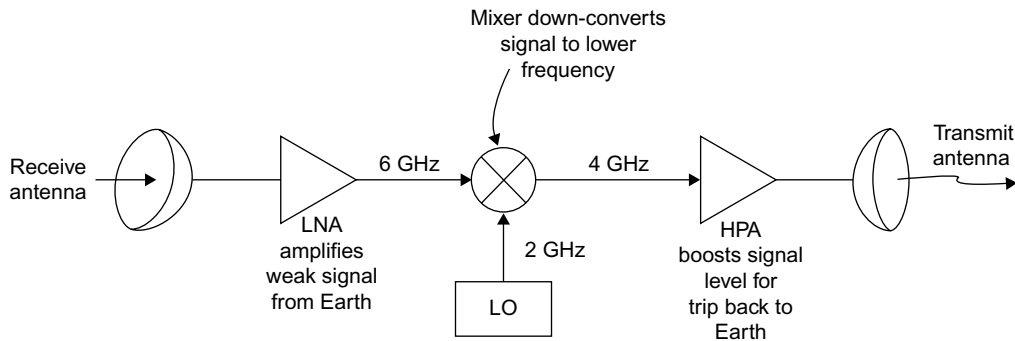 Mixer down-converts
signal to lower
frequency
Receive
antenna
6 GHz
4 GHz
Transmit
antenna
LNA
amplifies
weak signal
from Earth
2 GHz
LO
HPA
boosts signal
level for
trip back to
Earth